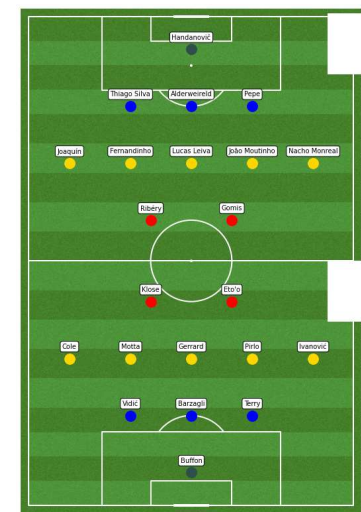 Handanovič
Thiago Silva Alderweireld Pepe
Joaquín Fernandinho Lucas Leiva João Moutinho Nacho Monreal
Ribéry Gomis
Klose Eto'o
Cole Motta Gerrard Pirlo Ivanović
Vidić Barzagli Terry
Buffon